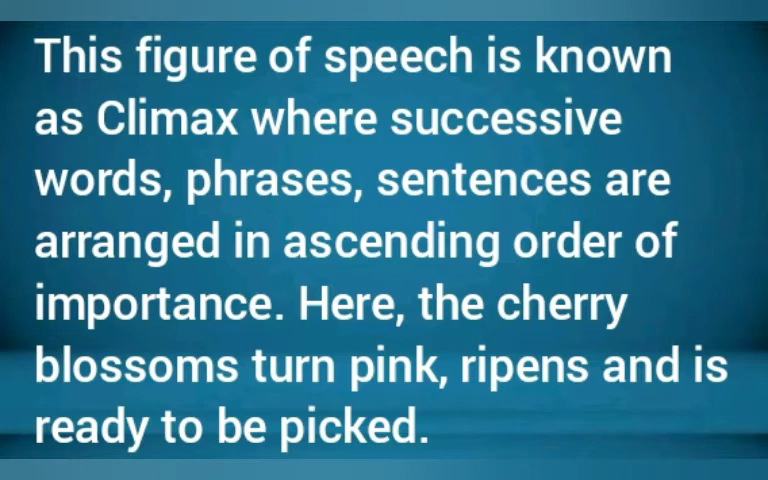 This figure of speech is known
as Climax where successive
words, phrases, sentences are
arranged in ascending order of
importance. Here, the cherry
blossoms turn pink, ripens and is
ready to be picked.